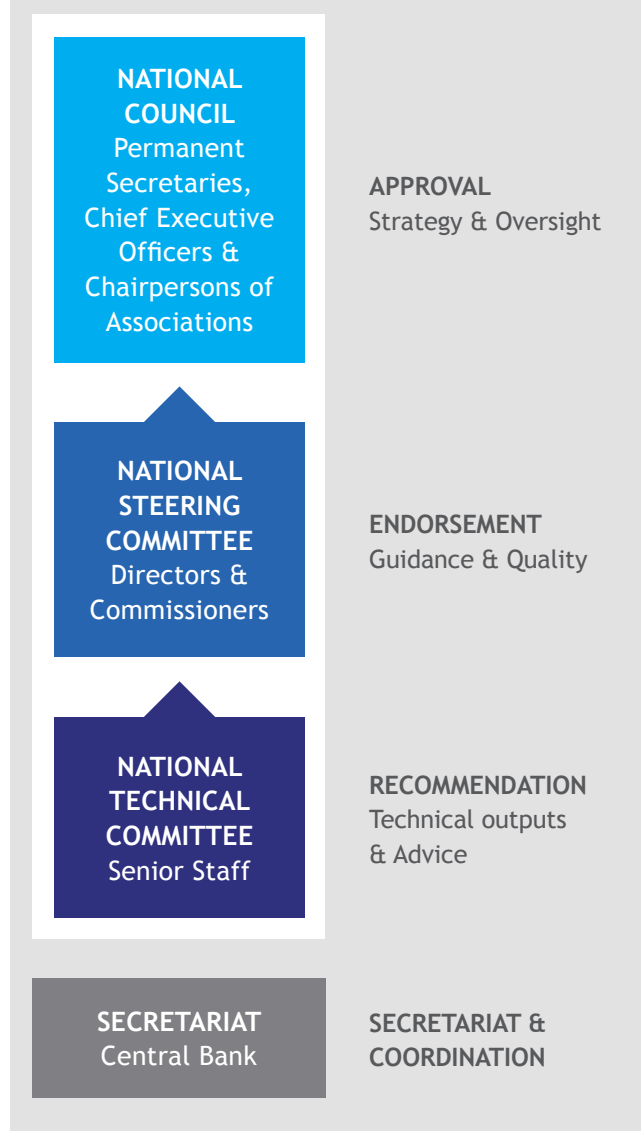 NATIONAL
COUNCIL
Permanent
Secretaries,
Chief Executive
Officers &
Chairpersons of
Associations
APPROVAL
Strategy & Oversight
NATIONAL
STEERING
COMMITTEE
Directors &
Commissioners
ENDORSEMENT
Guidance & Quality
NATIONAL
TECHNICAL
COMMITTEE
Senior Staff
RECOMMENDATION
Technical outputs
& Advice
SECRETARIAT
Central Bank
SECRETARIAT &
COORDINATION